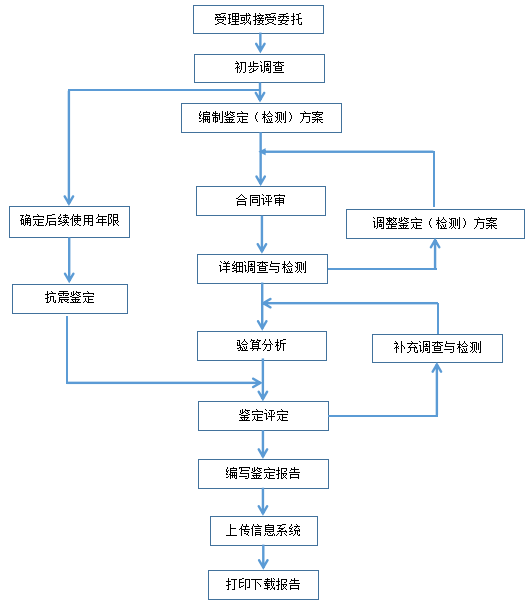 受理或接受委托
初步调查
编制鉴定（检测）方案
合同评审
确定后续使用年限
调整鉴定（检测）方案
详细调查与检测
抗震鉴定
验算分析
补充调查与检测
鉴定评定
编写鉴定报告
上传信息系统
打印下载报告